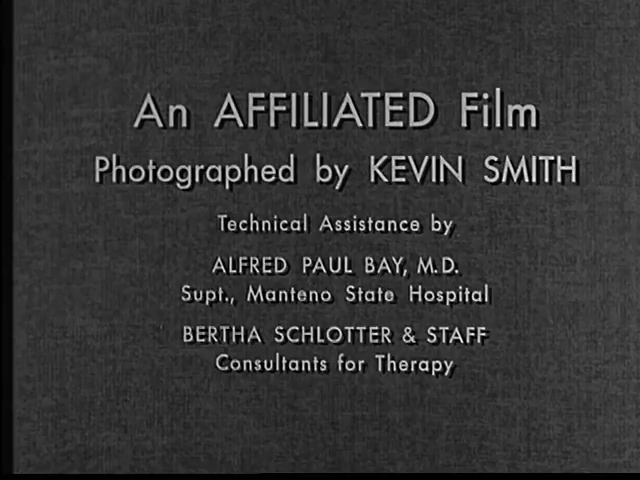 An AFFILIATED Film
Photographed by KEVIN SMITH
Technical Assistance by
ALFRED PAUL BAY, M.D.
Supt., Manteno State Hospital
BERTHA SCHLOTTER & STAFF
Consultants for Therapy